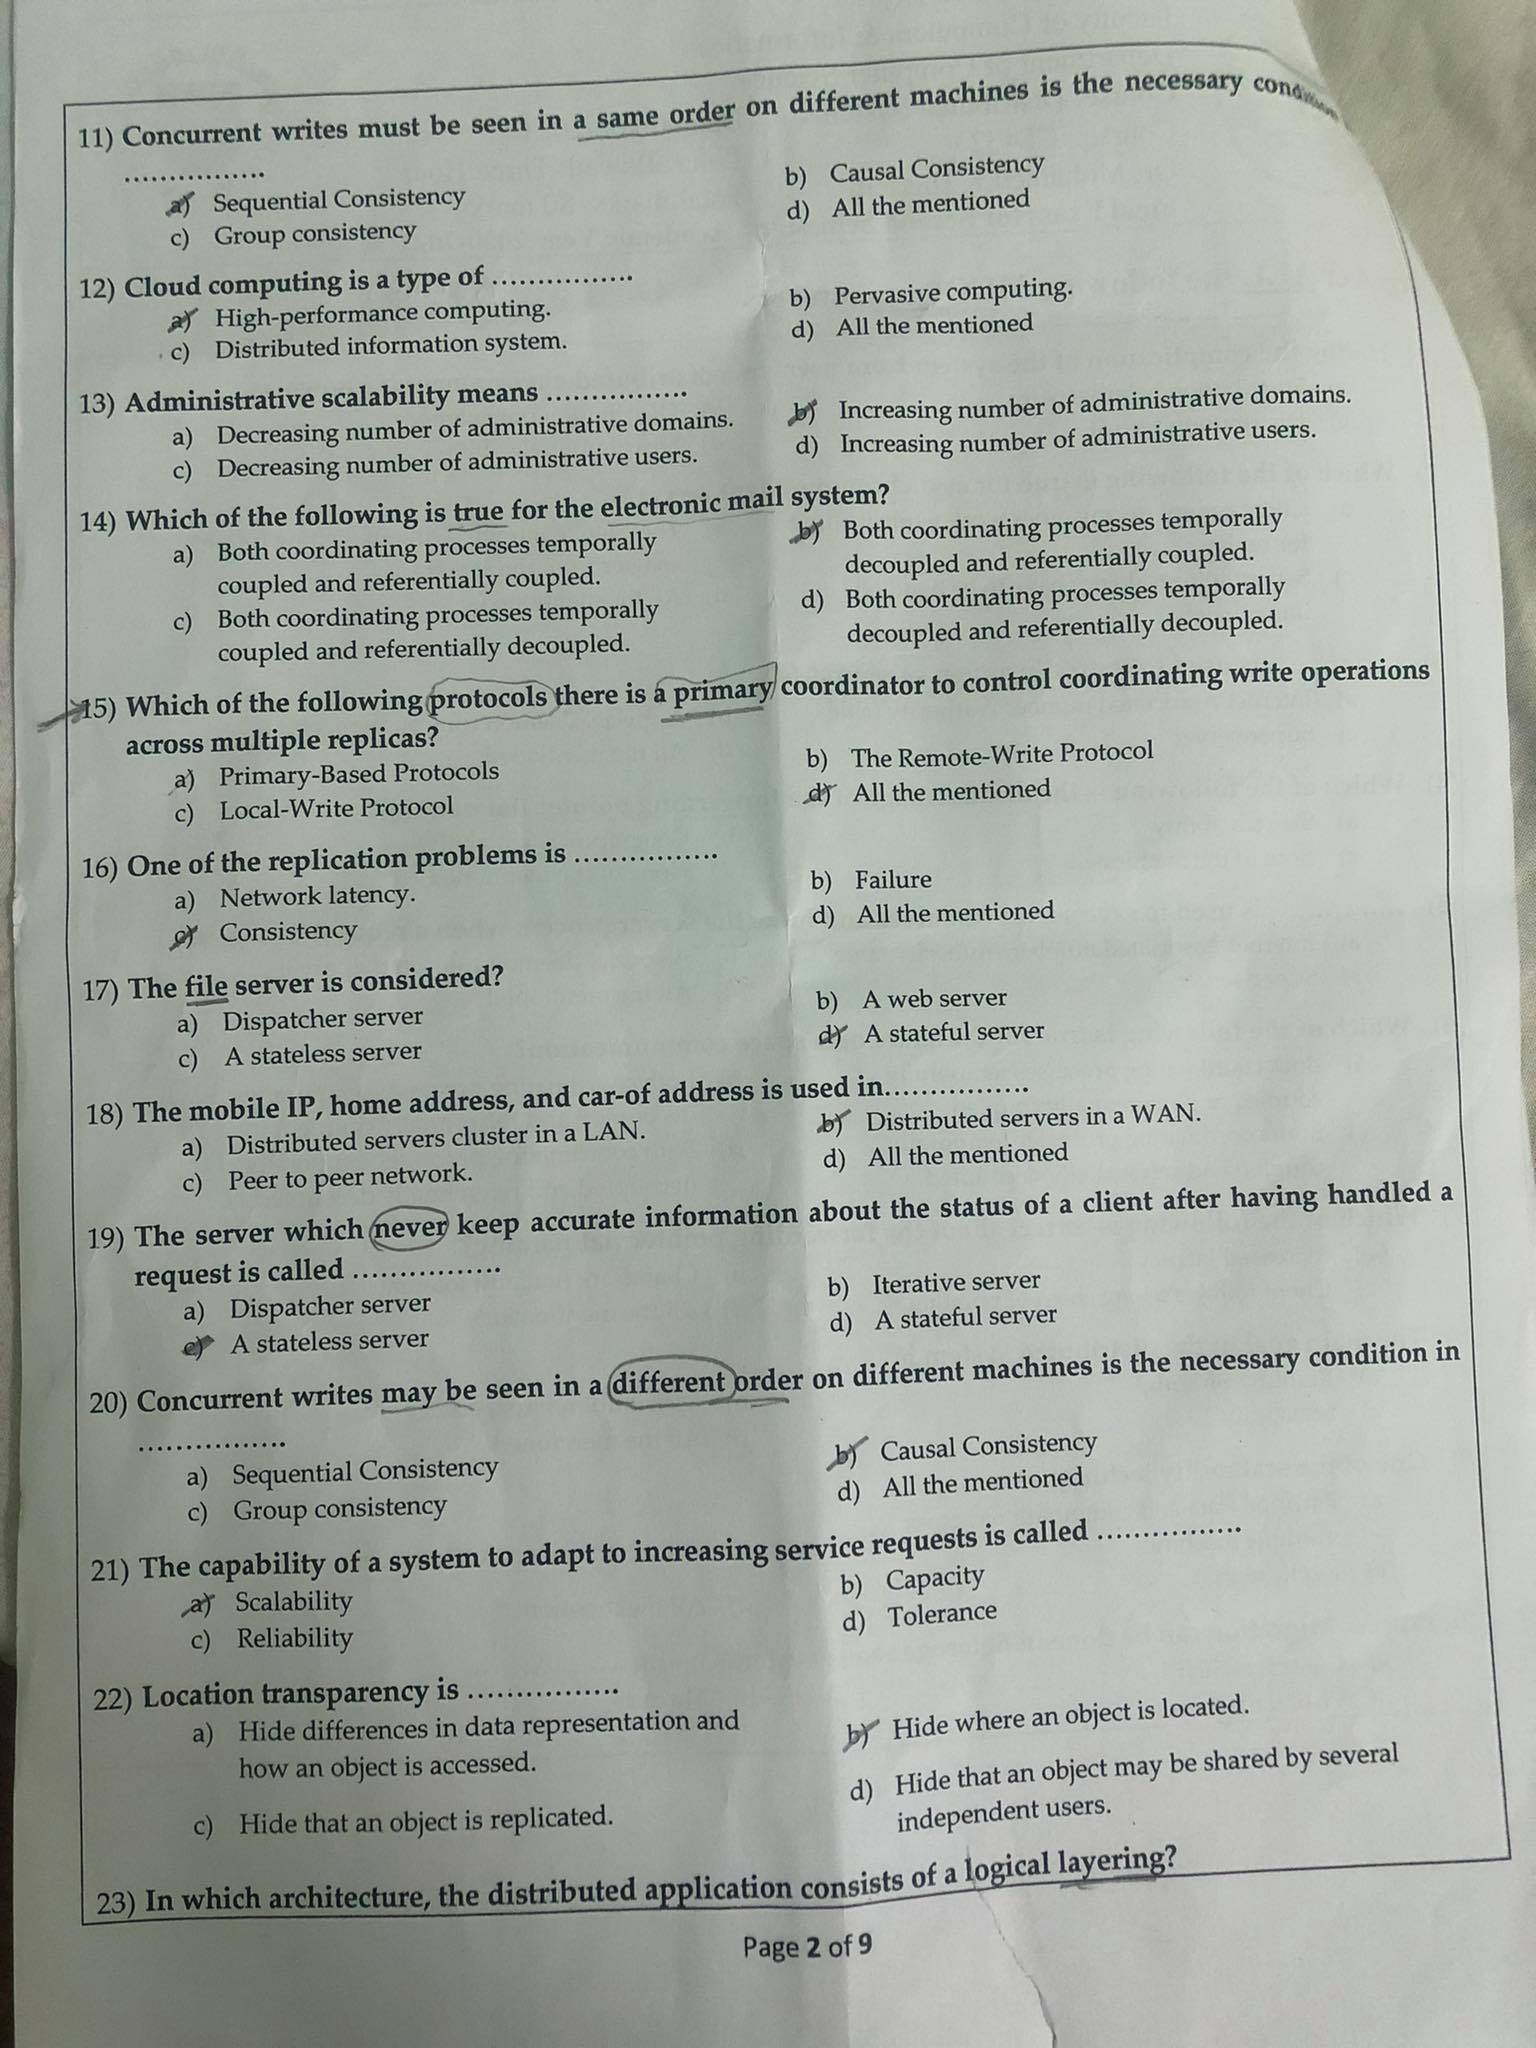 11) Concurrent writes must be seen in a same order on different machines is the necessary
................
a) Sequential Consistency
b) Causal Consistency
c) Group consistency
d) All the mentioned
12) Cloud computing is a type of ................
a) High-performance computing.
b) Pervasive computing.
c) Distributed information system.
d) All the mentioned
13) Administrative scalability means ................
a) Decreasing number of administrative domains.
b) Increasing number of administrative domains.
c) Decreasing number of administrative users.
d) Increasing number of administrative users.
14) Which of the following is true for the electronic mail system?
a) Both coordinating processes temporally
coupled and referentially coupled.
b) Both coordinating processes temporally
decoupled and referentially coupled.
c) Both coordinating processes temporally
coupled and referentially decoupled.
d) Both coordinating processes temporally
decoupled and referentially decoupled.
15) Which of the following protocols there is a primary coordinator to control coordinating write operations
across multiple replicas?
a) Primary-Based Protocols
b) The Remote-Write Protocol
c) Local-Write Protocol
d) All the mentioned
16) One of the replication problems is ................
a) Network latency.
b) Failure
c) Consistency
d) All the mentioned
17) The file server is considered?
a) Dispatcher server
b) A web server
c) A stateless server
d) A stateful server
18) The mobile IP, home address, and car-of address is used in................
a) Distributed servers cluster in a LAN.
b) Distributed servers in a WAN.
c) Peer to peer network.
d) All the mentioned
19) The server which never keep accurate information about the status of a client after having handled a
request is called ................
a) Dispatcher server
b) Iterative server
c) A stateless server
d) A stateful server
20) Concurrent writes may be seen in a different order on different machines is the necessary condition in
................
a) Sequential Consistency
b) Causal Consistency
c) Group consistency
d) All the mentioned
21) The capability of a system to adapt to increasing service requests is called ................
a) Scalability
b) Capacity
c) Reliability
d) Tolerance
22) Location transparency is ................
a) Hide differences in data representation and
how an object is accessed.
b) Hide where an object is located.
c) Hide that an object is replicated.
d) Hide that an object may be shared by several
independent users.
23) In which architecture, the distributed application consists of a logical layering?
Page 2 of 9